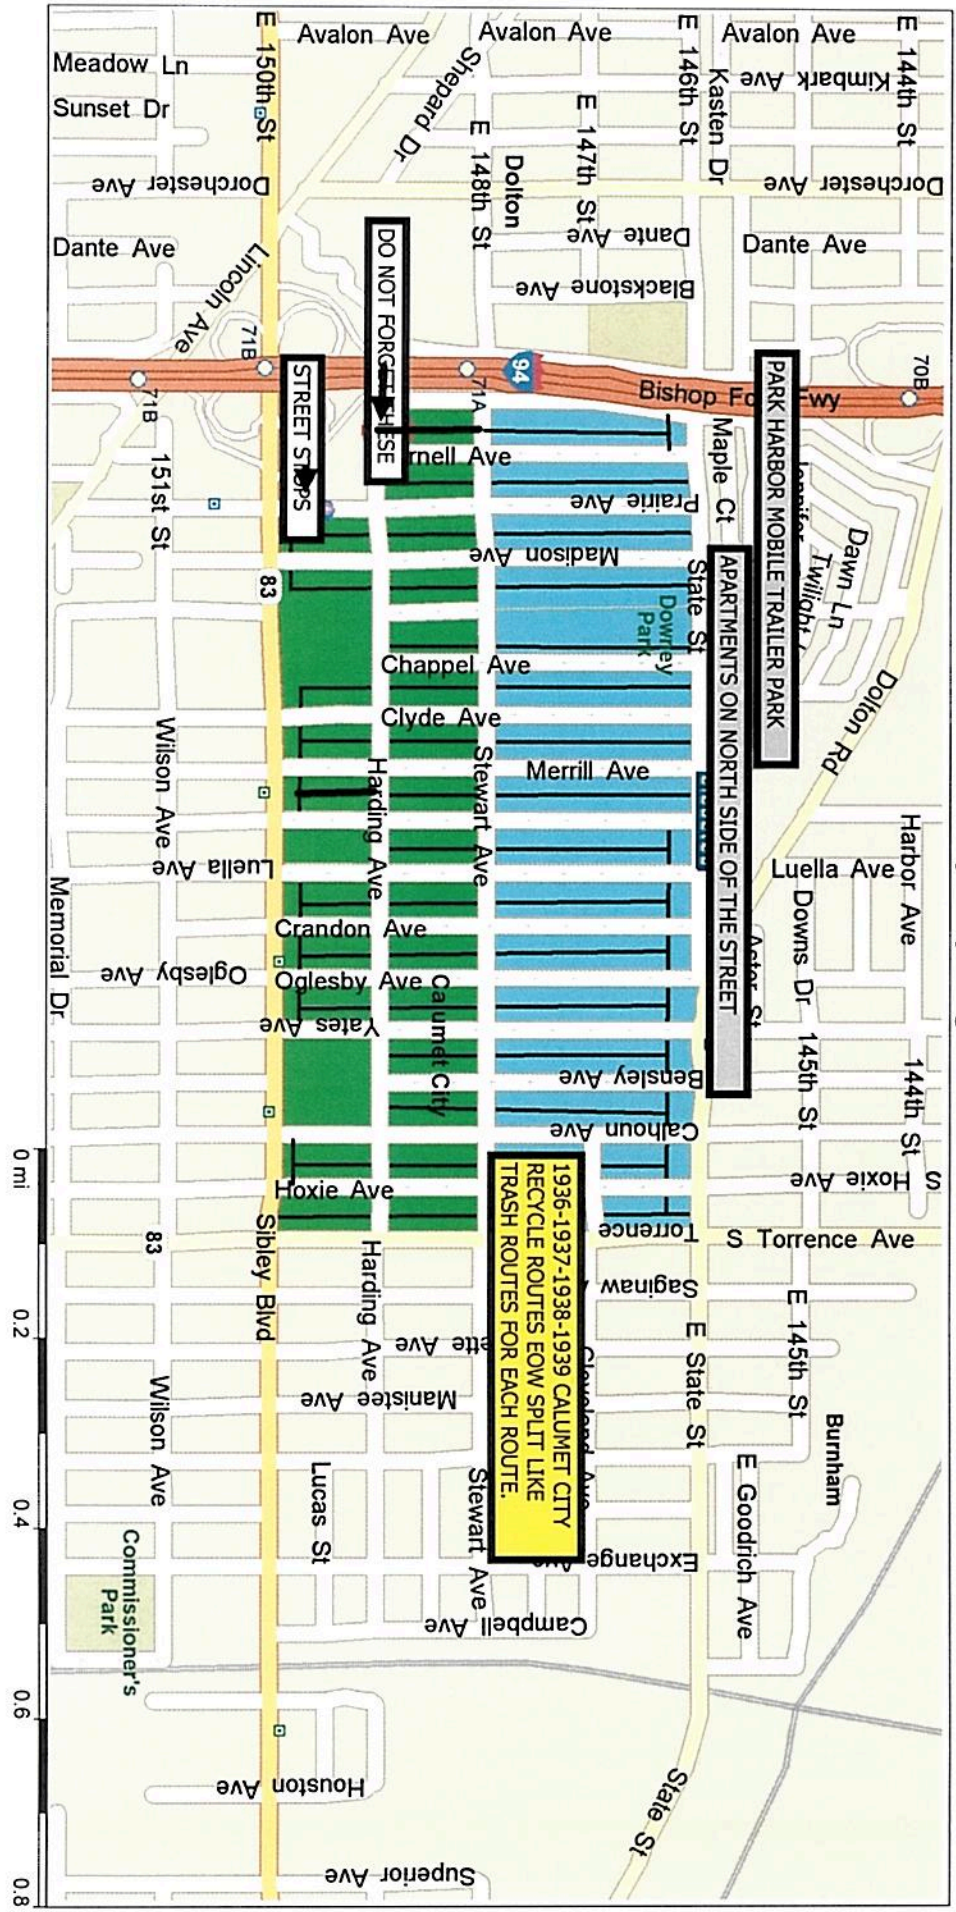 E 150th St
Avalon Ave
Avalon Ave
E 146th St
Avalon Ave
E 144th St
Meadow Ln
Sunset Dr
Shepard Dr
E 148th St
Dolton
E 147th St
Kasten Dr
Kimbark Ave
Dorchester Ave
Dorchester Ave
Dante Ave
Dante Ave
Dante Ave
Blackstone Ave
Lincoln Ave
71B
71B
71A
94
70B
Bishop Fwy
DO NOT FORGET THESE
STREET STOPS
PARK HARBOR MOBILE TRAILER PARK
APARTMENTS ON NORTH SIDE OF THE STREET
rnell Ave
Prairie Ave
Maple Ct
Jennifer
Twilight
Dawn Ln
Dolton Rd
151st St
83
Madison Ave
State St
Dowrey
Park
Chappel Ave
Clyde Ave
Merrill Ave
Wilson Ave
Harding Ave
Stewart Ave
Luella Ave
Luella Ave
Harbor Ave
Downs Dr
Aster St
Memorial Dr
Crandon Ave
Oglesby Ave
Oglesby Ave
Yates Ave
Calumet City
Bensley Ave
Calhoun Ave
145th St
144th St
Hoxie Ave
S Hoxie Ave
Torrence
S Torrence Ave
83
Sibley Blvd
Harding Ave
1936-1937-1938-1939 CALUMET CITY
RECYCLE ROUTES EOW SPLIT LIKE
TRASH ROUTES FOR EACH ROUTE.
Saginaw
E 145th St
E State St
ette Ave
Manistee Ave
Wilson Ave
Lucas St
Stewart Ave
Exchange Ave
E Goodrich Ave
Burnham
Campbell Ave
Commissioner's
Park
Houston Ave
State St
Superior Ave
0 mi
0.2
0.4
0.6
0.8